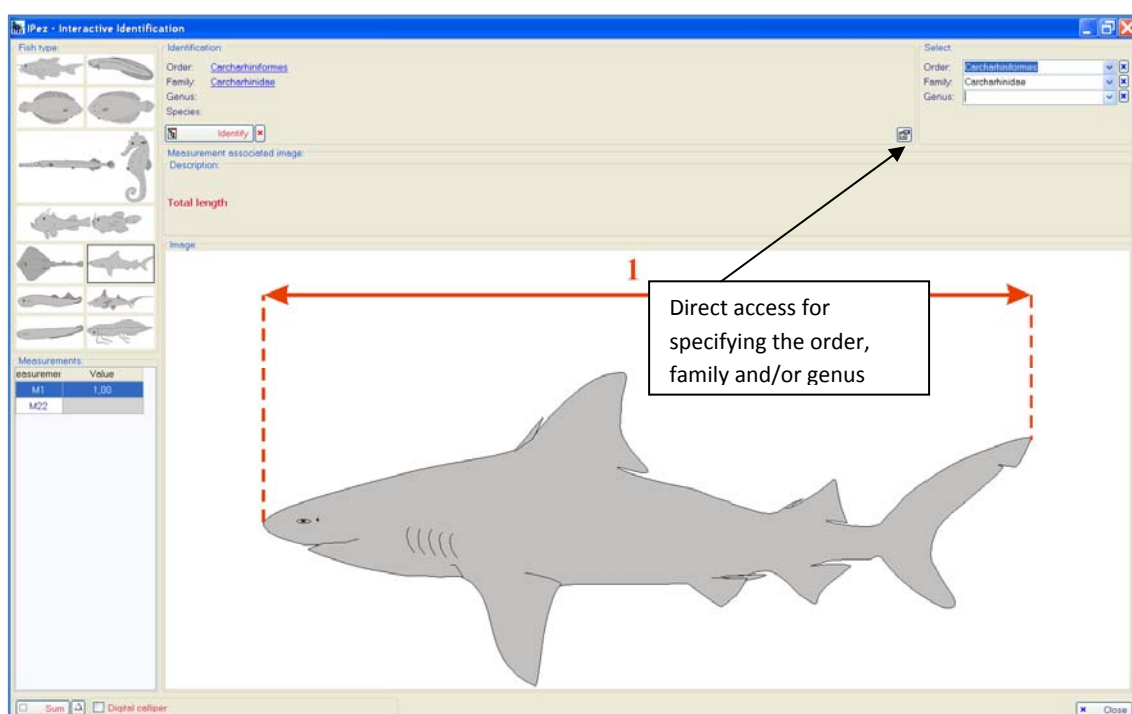 IPez - Interactive Identification
Fish type:
Identification:
Order: Carcharhiniformes
Family: Carcharhinidae
Genus:
Species:
Identify
Select:
Order: Carcharhiniformes
Family: Carcharhinidae
Genus:
Measurement associated image:
Description:
Total length
Image:
1
Direct access for
specifying the order,
family and/or genus
Measurements:
easuremer Value
M1 1,00
M22
Sum
Digital calliper
Close